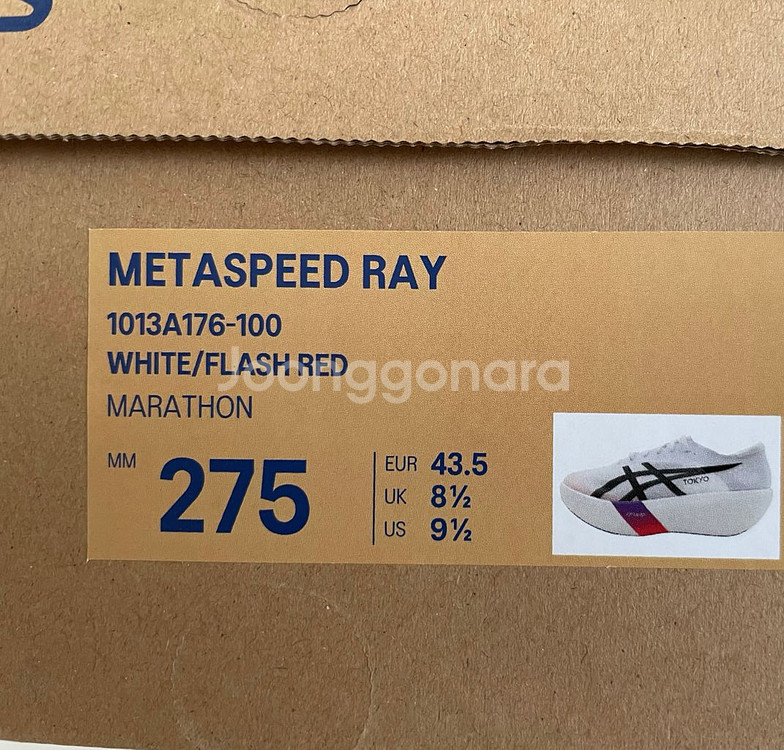 METASPEED RAY
1013A176-100
WHITE/FLASH RED
Joonggonara
MARATHON
MM 275
EUR 43.5
UK 8½
US 9½
TOKYO